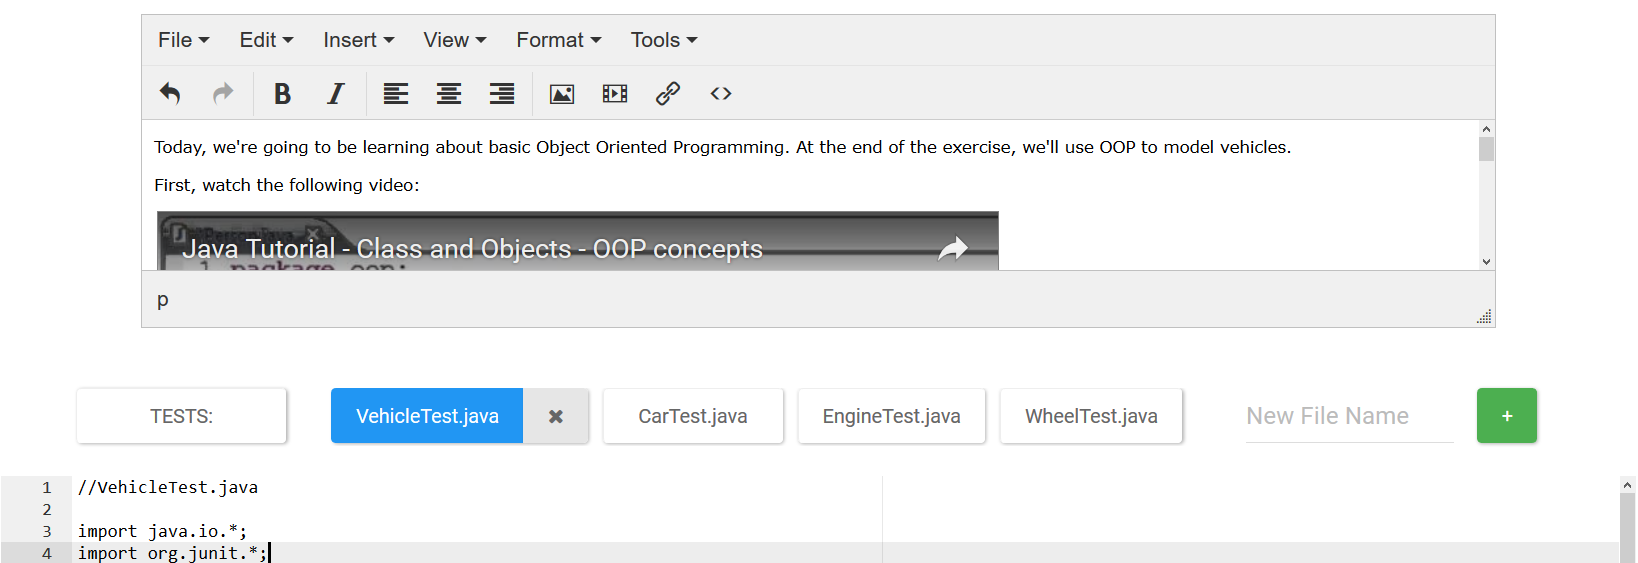 File Edit Insert View Format Tools
B I
Today, we're going to be learning about basic Object Oriented Programming. At the end of the exercise, we'll use OOP to model vehicles.
First, watch the following video:
Java Tutorial - Class and Objects - OOP concepts
1 package oop;
p
TESTS: VehicleTest.java CarTest.java EngineTest.java WheelTest.java New File Name +
1 //VehicleTest.java
2
3 import java.io.*;
4 import org.junit.*;